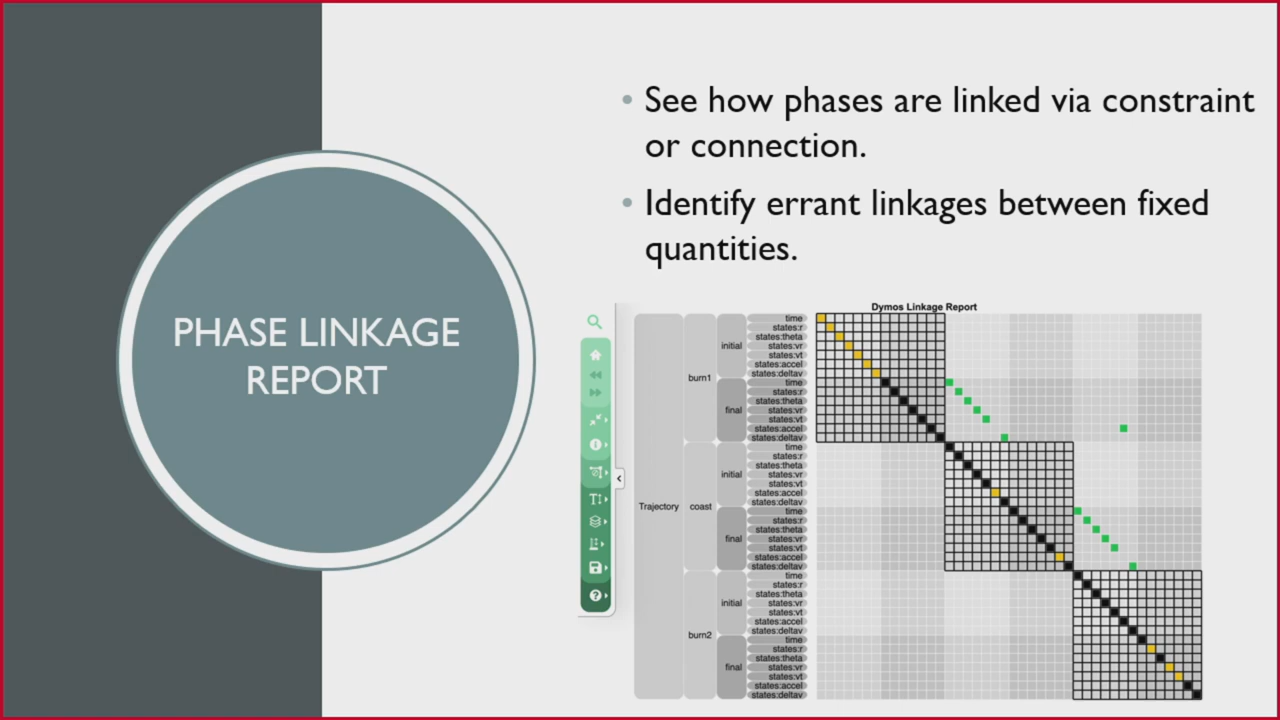 PHASE LINKAGE
REPORT
• See how phases are linked via constraint
or connection.
• Identify errant linkages between fixed
quantities.
Dymos Linkage Report
Trajectory
burn1
initial
time
states:r
states:theta
states:vr
states:vt
states:accel
states:deltav
final
time
states:r
states:theta
states:vr
states:vt
states:accel
states:deltav
coast
initial
time
states:r
states:theta
states:vr
states:vt
states:accel
states:deltav
final
time
states:r
states:theta
states:vr
states:vt
states:accel
states:deltav
burn2
initial
time
states:r
states:theta
states:vr
states:vt
states:accel
states:deltav
final
time
states:r
states:theta
states:vr
states:vt
states:accel
states:deltav